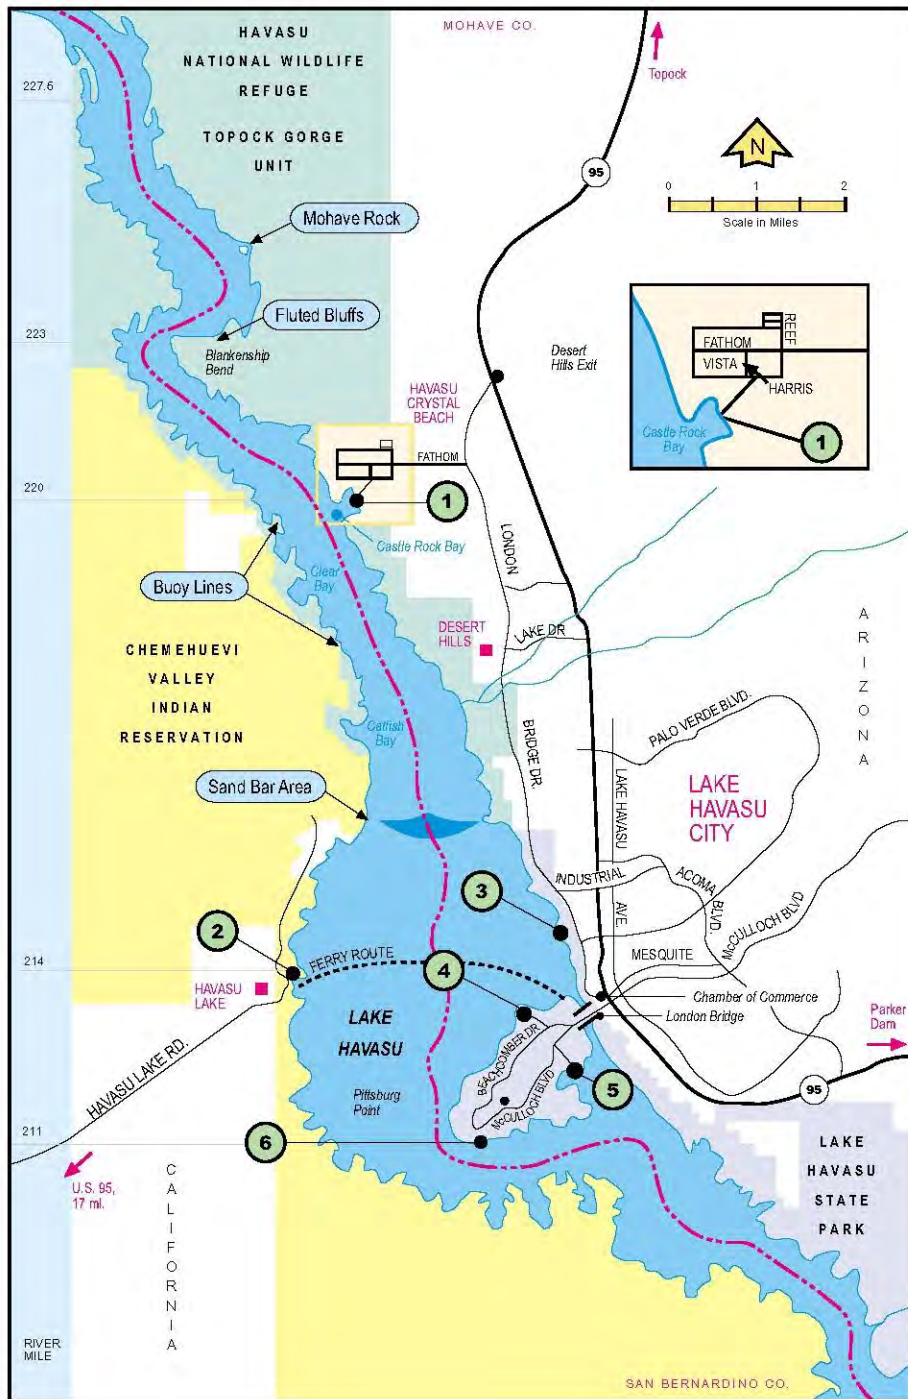 HAVASU
NATIONAL WILDLIFE
REFUGE
TOPOCK GORGE
UNIT
MOHAVE CO.
Topock
227.6
95
N
0 1 2
Scale in Miles
Mohave Rock
Fluted Bluffs
223
Blankenship
Bend
Desert
Hills Exit
REEF
FATHOM
VISTA
HARRIS
Castle Rock
Bay
1
HAVASU
CRYSTAL
BEACH
FATHOM
220
1
Castle Rock Bay
LONDON
Clear
Bay
Buoy Lines
DESERT
HILLS
LAKE DR
ARIZONA
CHEMEHUEVI
VALLEY
INDIAN
RESERVATION
Catfish
Bay
BRIDGE DR.
PALO VERDE BLVD.
LAKE HAVASU
AVE.
LAKE
HAVASU
CITY
Sand Bar Area
INDUSTRIAL
ACOMA
BLVD.
McCULLOCH BLVD
3
2
FERRY ROUTE
4
MESQUITE
214
HAVASU
LAKE
Chamber of Commerce
London Bridge
Parker
Dam
LAKE
HAVASU
BEACHCOMBER DR
McCULLOCH BLVD
HAVASU LAKE RD.
Pittsburg
Point
5
95
6
211
U.S. 95,
17 mi.
CALIFORNIA
LAKE
HAVASU
STATE
PARK
RIVER
MILE
SAN BERNARDINO CO.